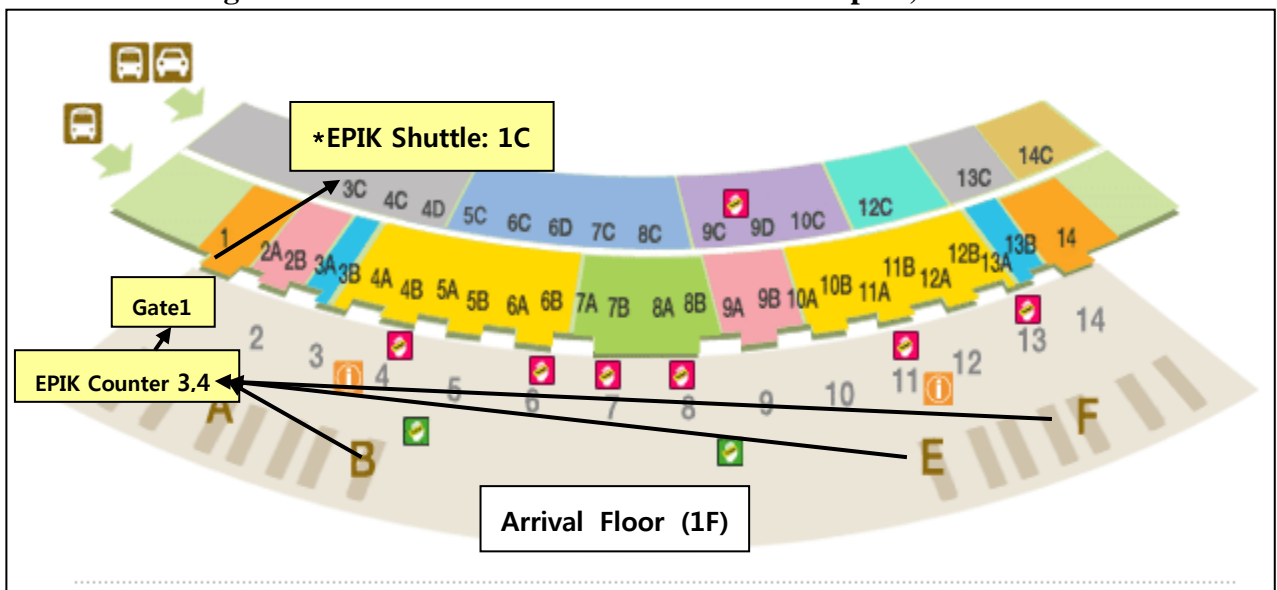 *EPIK Shuttle: 1C
3C 4C 4D 5C 6C 6D 7C 8C 9C 9D 10C 12C 13C 14C
1 2A 2B 3A 3B 4A 4B 5A 5B 6A 6B 7A 7B 8A 8B 9A 9B 10A 10B 11A 11B 12A 12B 13A 13B 14
Gate1
2 3 4 5 6 7 8 9 10 11 12 13 14
EPIK Counter 3,4
A B E F
Arrival Floor (1F)